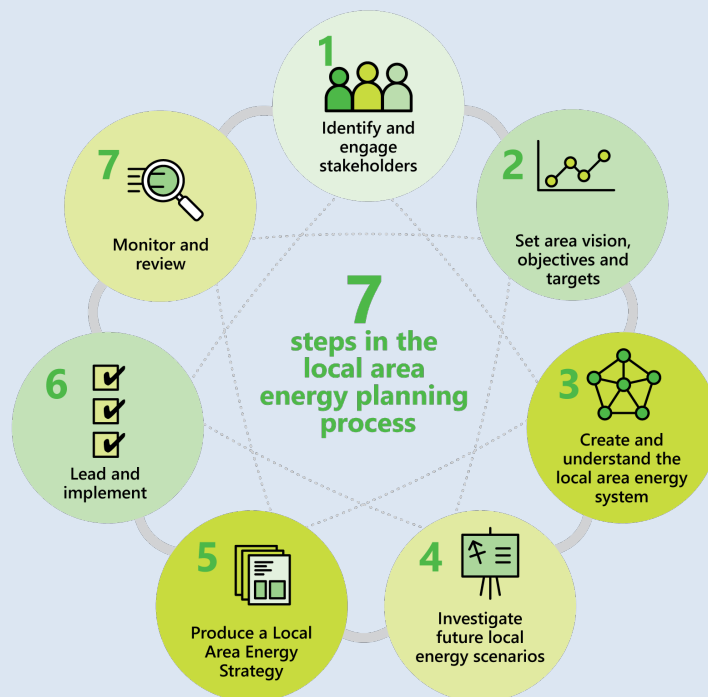 1
Identify and
engage
stakeholders
2
Set area vision,
objectives and
targets
3
Create and
understand the
local area energy
system
4
Investigate
future local
energy scenarios
5
Produce a Local
Area Energy
Strategy
6
Lead and
implement
7
Monitor and
review
7
steps in the
local area
energy planning
process